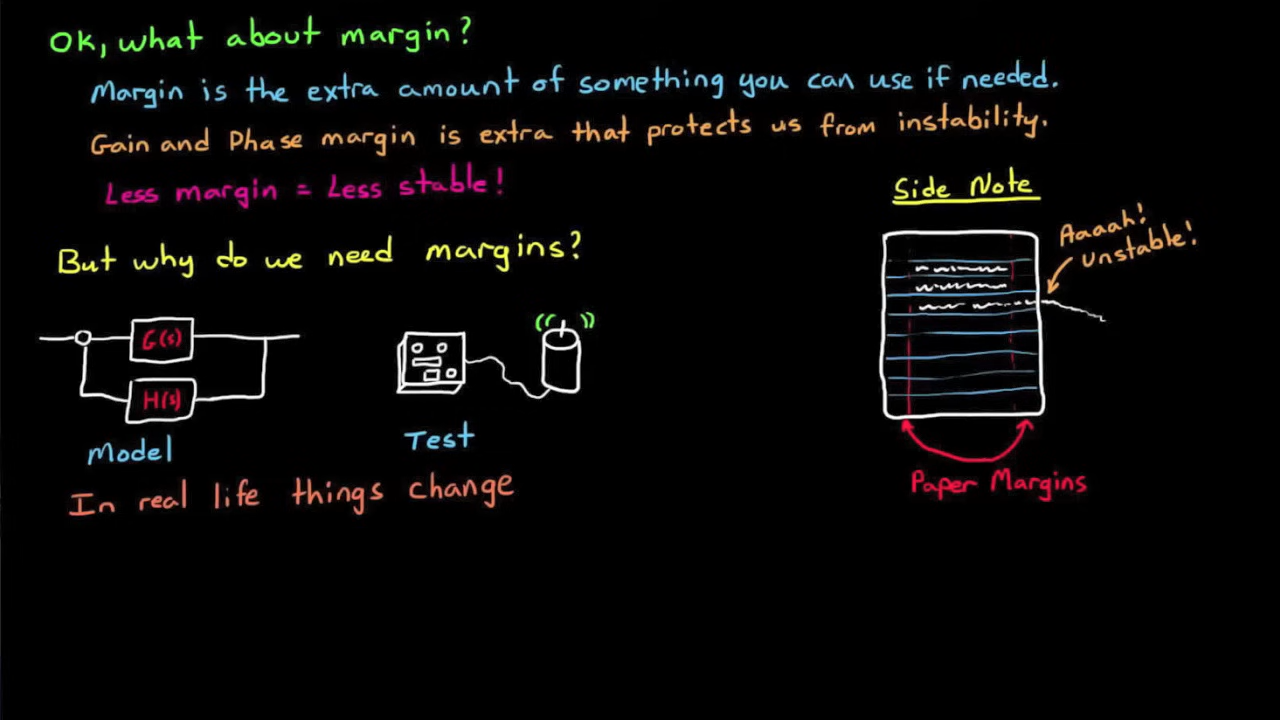 Ok, what about margin?
Margin is the extra amount of something you can use if needed.
Gain and Phase margin is extra that protects us from instability.
Less margin = Less stable!
But why do we need margins?
G(s)
H(s)
Model
Test
In real life things change
Side Note
Aaaah!
unstable!
Paper Margins